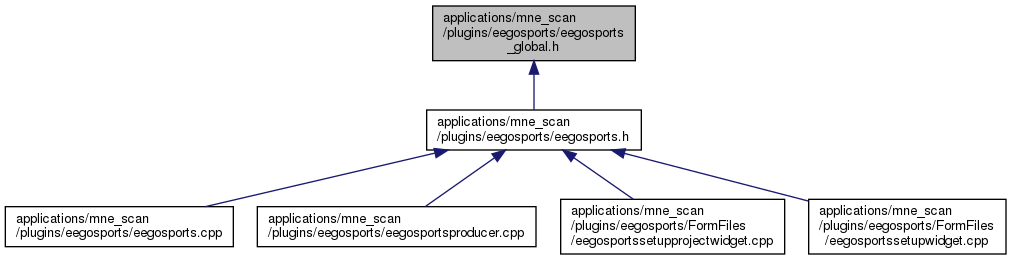 applications/mne_scan
/plugins/eegosports/eegosports
_global.h
applications/mne_scan
/plugins/eegosports/eegosports.h
applications/mne_scan
/plugins/eegosports/eegosports.cpp
applications/mne_scan
/plugins/eegosports/eegosportsproducer.cpp
applications/mne_scan
/plugins/eegosports/FormFiles
/eegosportssetupprojectwidget.cpp
applications/mne_scan
/plugins/eegosports/FormFiles
/eegosportssetupwidget.cpp